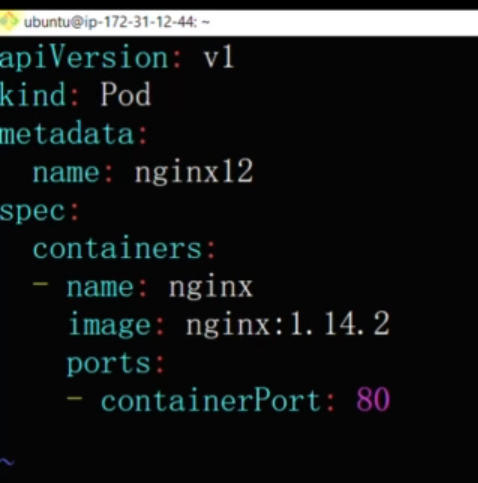 ubuntu@ip-172-31-12-44: ~
apiVersion: v1
kind: Pod
metadata:
  name: nginx12
spec:
  containers:
  - name: nginx
    image: nginx:1.14.2
    ports:
    - containerPort: 80
~